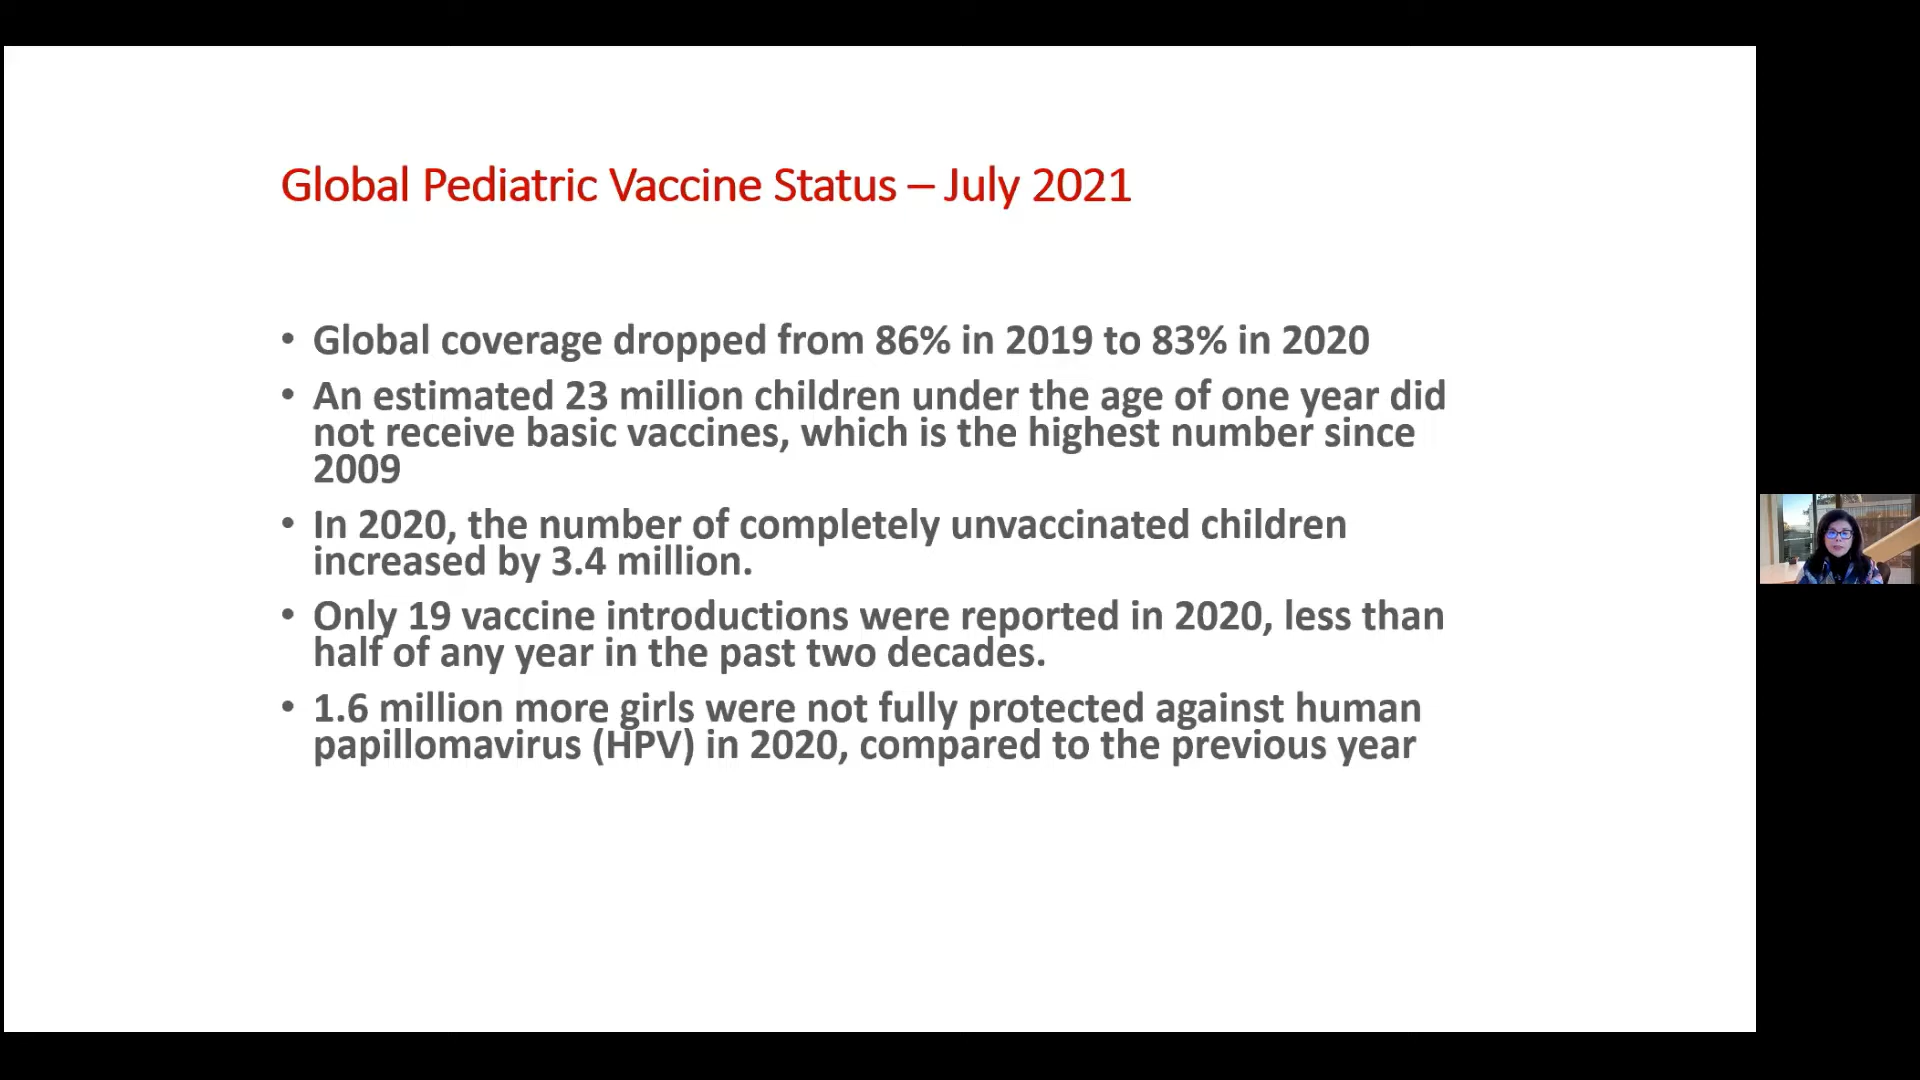 Global Pediatric Vaccine Status – July 2021
• Global coverage dropped from 86% in 2019 to 83% in 2020
• An estimated 23 million children under the age of one year did
not receive basic vaccines, which is the highest number since
2009
• In 2020, the number of completely unvaccinated children
increased by 3.4 million.
• Only 19 vaccine introductions were reported in 2020, less than
half of any year in the past two decades.
• 1.6 million more girls were not fully protected against human
papillomavirus (HPV) in 2020, compared to the previous year